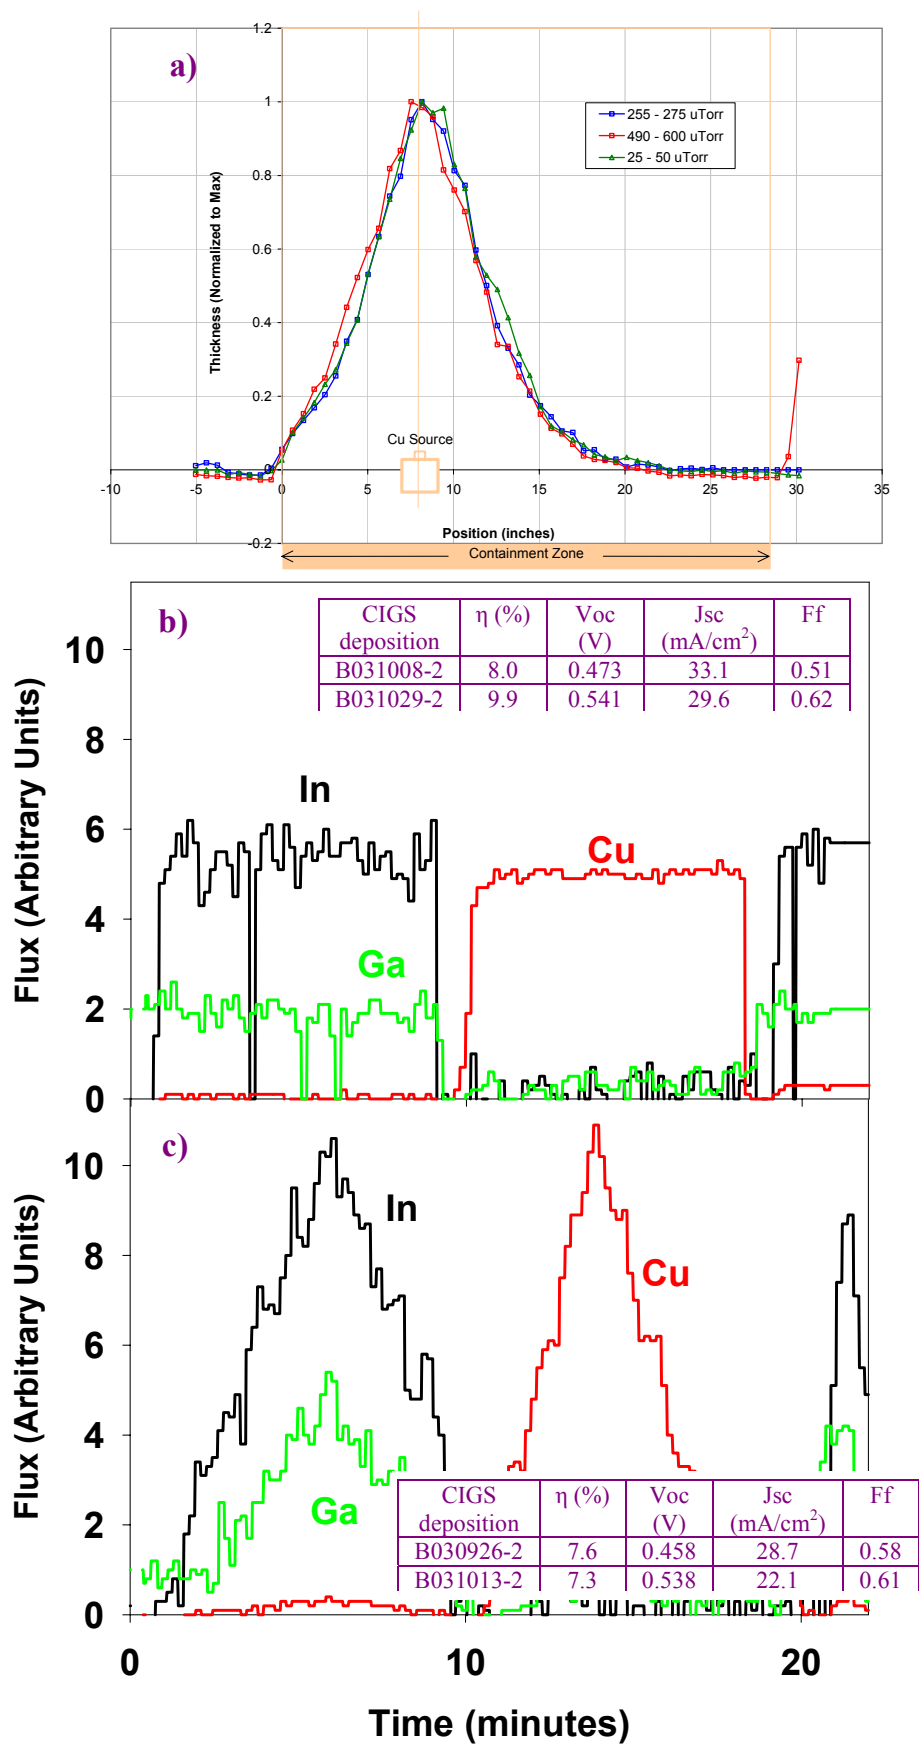 a)
1.2
1
0.8
0.6
0.4
0.2
0
-0.2
-10
-5
0
5
10
15
20
25
30
35
Thickness (Normalized to Max)
255 - 275 uTorr
490 - 600 uTorr
25 - 50 uTorr
Cu Source
Position (inches)
Containment Zone
b)
CIGS deposition η (%) Voc (V) Jsc (mA/cm²) Ff
B031008-2 8.0 0.473 33.1 0.51
B031029-2 9.9 0.541 29.6 0.62
10
8
6
4
2
0
Flux (Arbitrary Units)
In
Cu
Ga
c)
10
8
6
4
2
0
Flux (Arbitrary Units)
In
Cu
Ga
CIGS deposition η (%) Voc (V) Jsc (mA/cm²) Ff
B030926-2 7.6 0.458 28.7 0.58
B031013-2 7.3 0.538 22.1 0.61
0
10
20
Time (minutes)